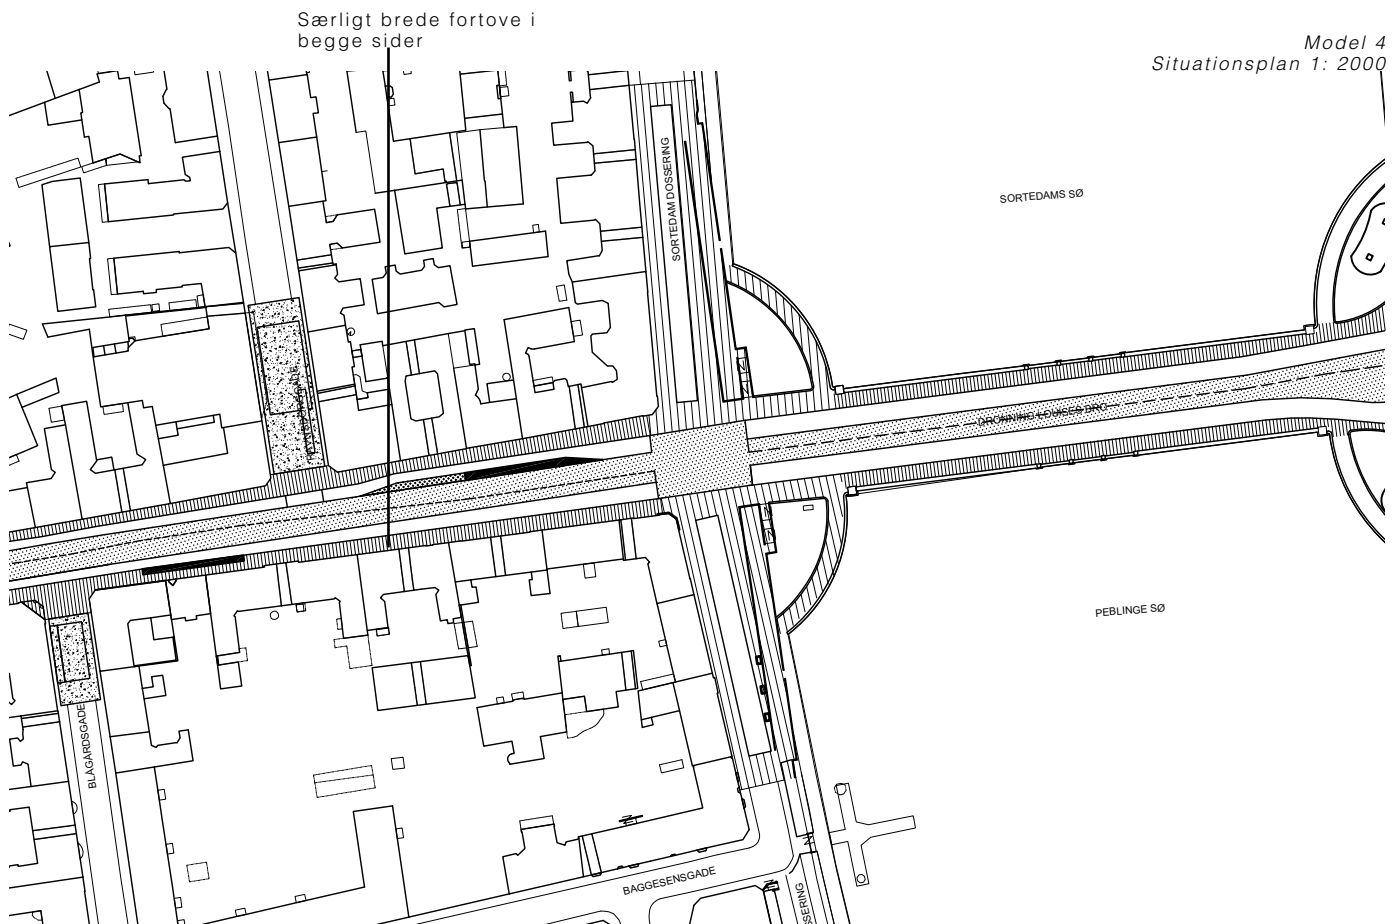 Særligt brede fortove i
begge sider
Model 4
Situationsplan 1: 2000
SORTEDAM DOSSERING
SORTEDAMS SØ
DRONNING LOUISES BRO
PEBLINGE SØ
BLÅGÅRDSGADE
BAGGESENSGADE
SSERING